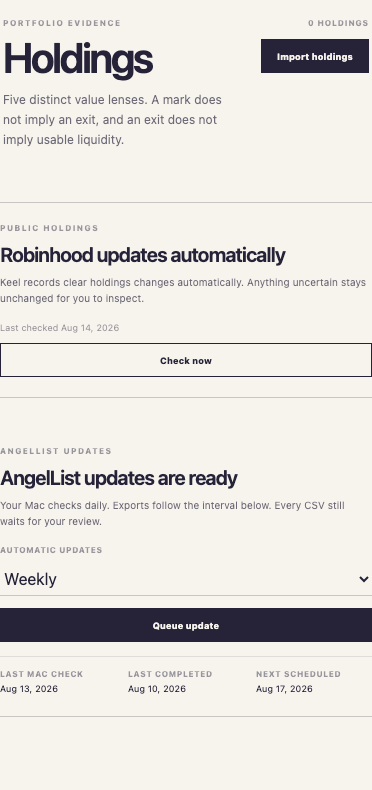 PORTFOLIO EVIDENCE
0 HOLDINGS
Holdings
Import holdings
Five distinct value lenses. A mark does
not imply an exit, and an exit does not
imply usable liquidity.
PUBLIC HOLDINGS
Robinhood updates automatically
Keel records clear holdings changes automatically. Anything uncertain stays
unchanged for you to inspect.
Last checked Aug 14, 2026
Check now
ANGELLIST UPDATES
AngelList updates are ready
Your Mac checks daily. Exports follow the interval below. Every CSV still
waits for your review.
AUTOMATIC UPDATES
Weekly
Queue update
LAST MAC CHECK
Aug 13, 2026
LAST COMPLETED
Aug 10, 2026
NEXT SCHEDULED
Aug 17, 2026